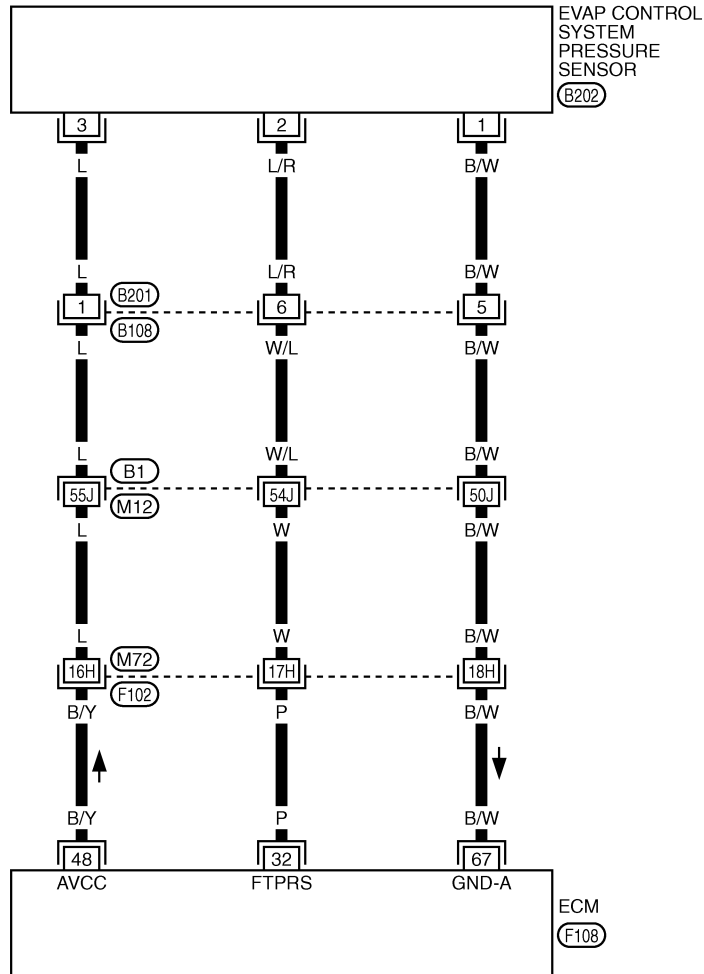 EVAP CONTROL
SYSTEM
PRESSURE
SENSOR
B202
3 2 1
L L/R B/W
L L/R B/W
1 B201 6 5
B108
L W/L B/W
L W/L B/W
B1
55J 54J 50J
M12
L W B/W
L W B/W
16H M72 17H 18H
F102
B/Y P B/W
B/Y P B/W
48 32 67
AVCC FTPRS GND-A
ECM
F108